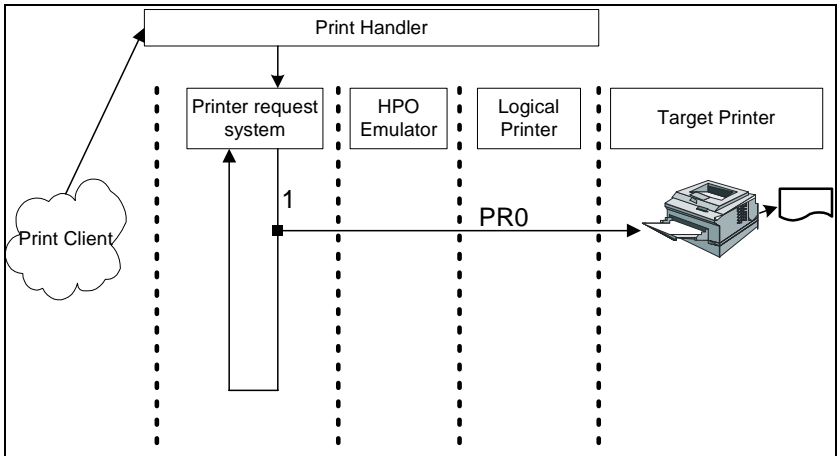 Print Handler
Printer request
system
HPO
Emulator
Logical
Printer
Target Printer
1
PR0
Print Client